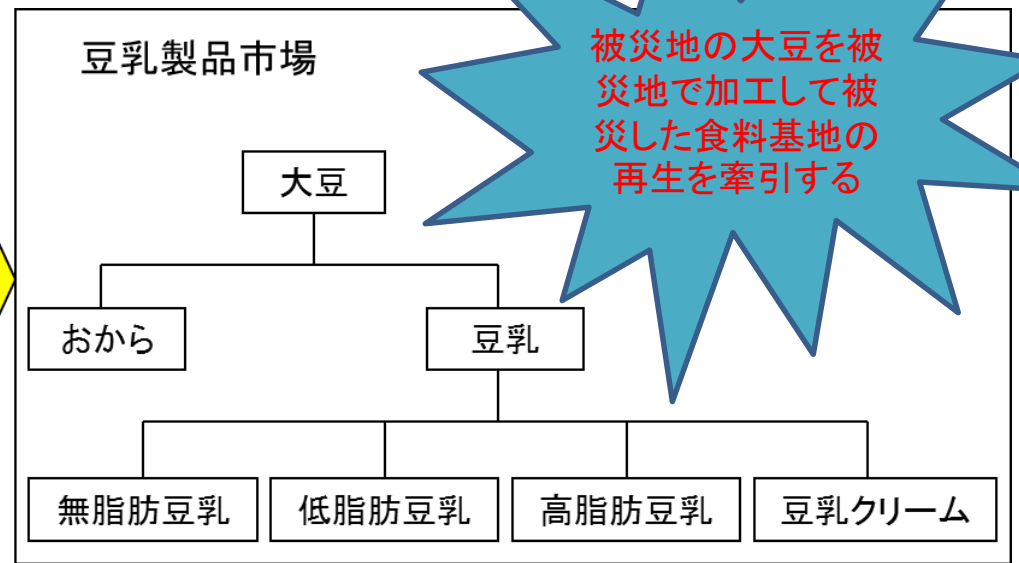 豆乳製品市場
被災地の大豆を被
災地で加工して被
災した食料基地の
再生を牽引する
大豆
おから
豆乳
無脂肪豆乳
低脂肪豆乳
高脂肪豆乳
豆乳クリーム